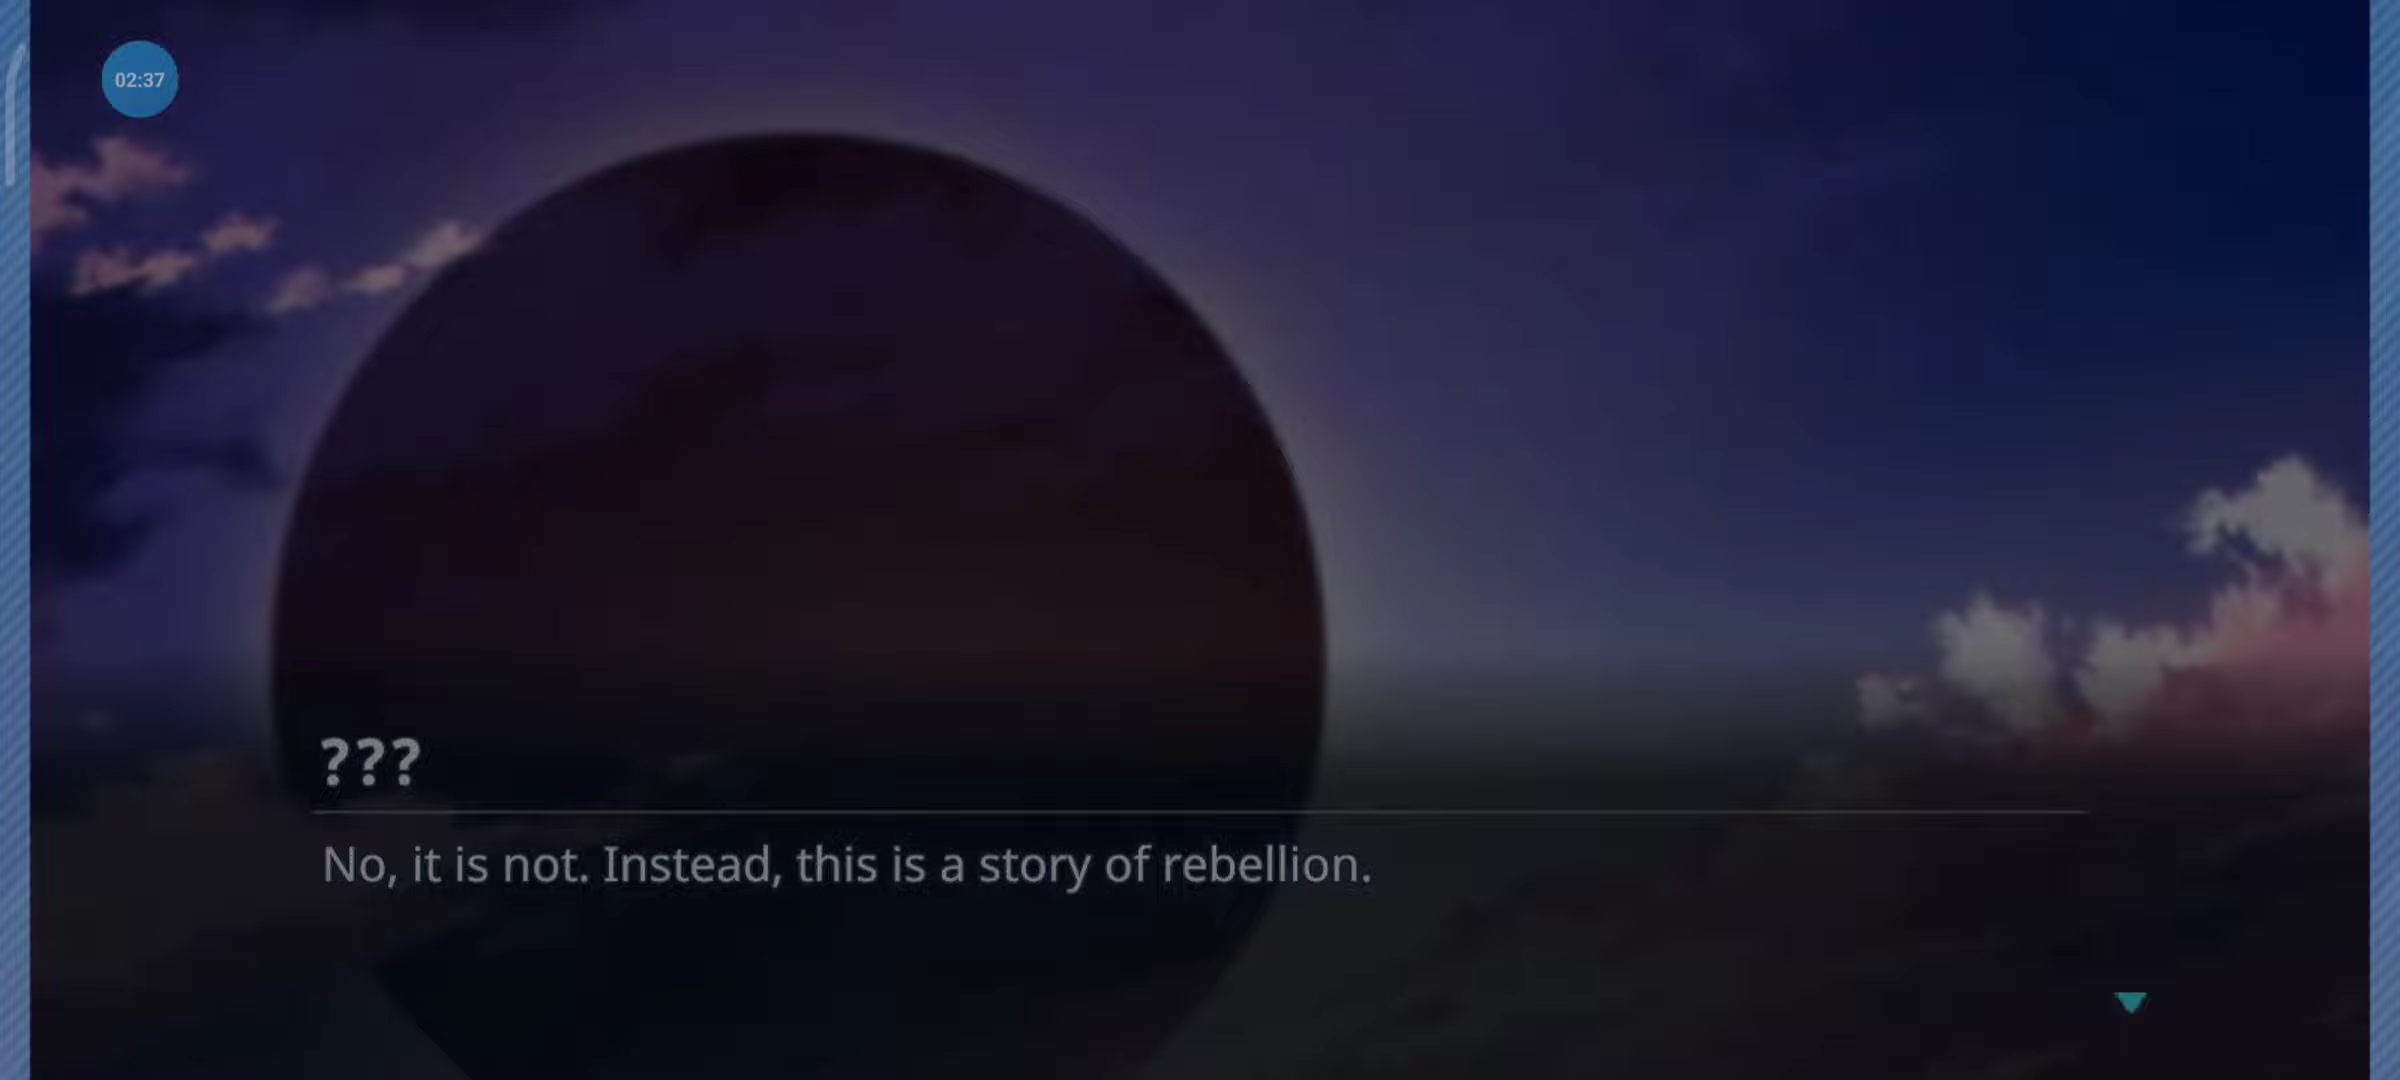 02:37
???
No, it is not. Instead, this is a story of rebellion.